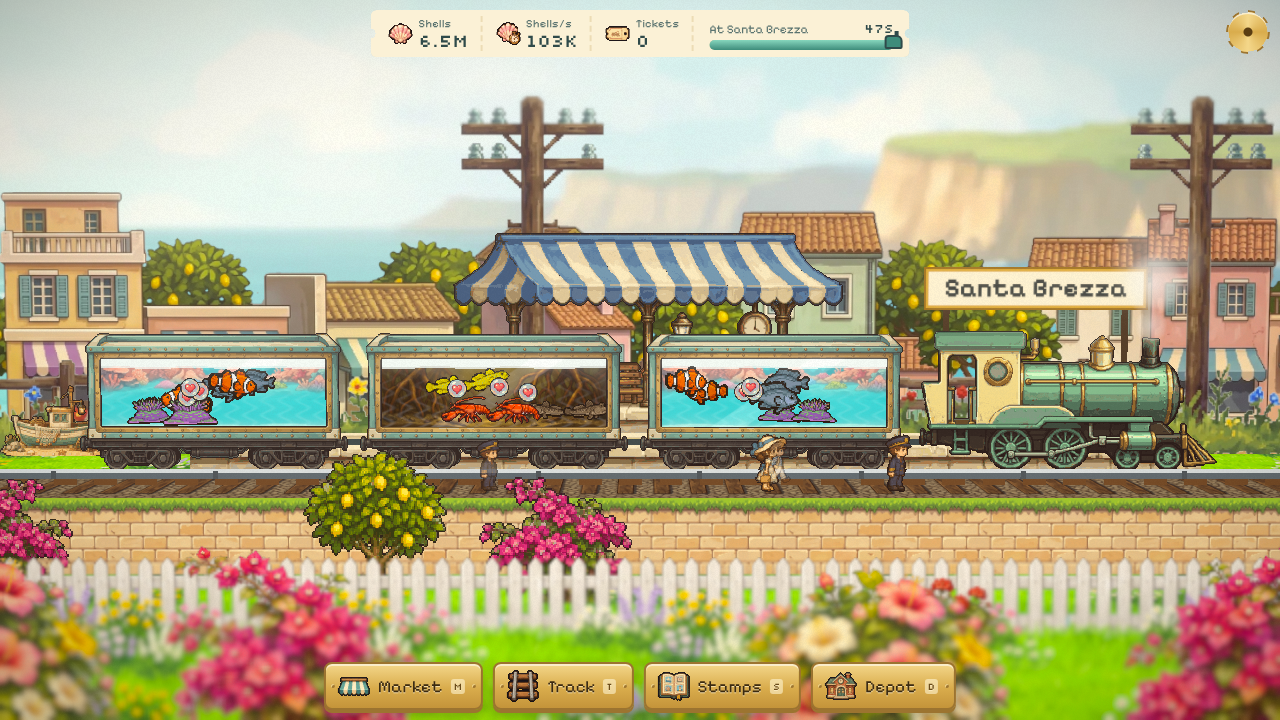 Shells
6.5M
Shells/s
103K
Tickets
0
At Santa Brezza
47S
Santa Brezza
Market M
Track T
Stamps S
Depot D